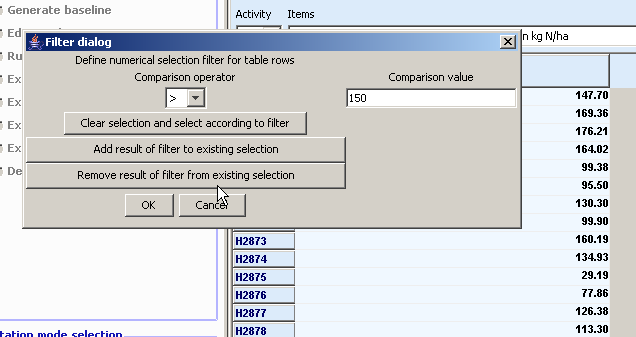 Generate baseline
Activity Items
Ed
n kg N/ha
Filter dialog
Define numerical selection filter for table rows
Comparison operator Comparison value
> 150
Clear selection and select according to filter
Add result of filter to existing selection
Remove result of filter from existing selection
OK Cancel
Ru
Ex
Ex
Ex
Ex
De
147.70
169.36
176.21
164.02
99.38
95.50
130.30
99.90
H2873 160.19
H2874 134.93
H2875 29.19
H2876 77.86
H2877 126.38
H2878 113.30
tation mode selection